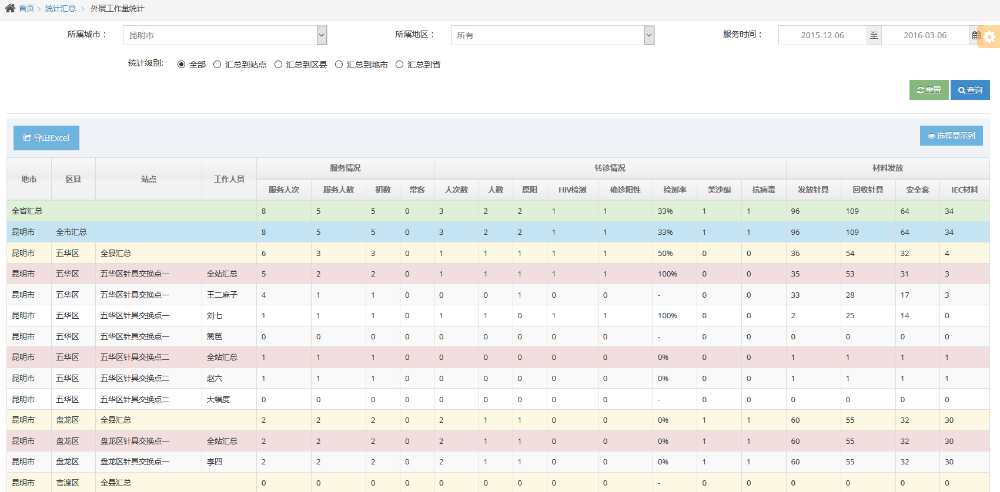 首页 统计汇总 外展工作量统计
所属城市： 昆明市 所属地区： 所有 服务时间： 2015-12-06 至 2016-03-06
统计级别: 全部 汇总到站点 汇总到区县 汇总到地市 汇总到省
重置 查询
导出Excel 选择显示列
地市 区县 站点 工作人员 服务情况 转诊情况 材料发放
服务人次 服务人数 初数 常客 人次数 人数 原阳 HIV检测 确诊阳性 检测率 美沙酮 抗病毒 发放针具 回收针具 安全套 IEC材料
全省汇总 8 5 5 0 3 2 2 1 1 33% 1 1 96 109 64 34
昆明市 全市汇总 8 5 5 0 3 2 2 1 1 33% 1 1 96 109 64 34
昆明市 五华区 全县汇总 6 3 3 0 1 1 1 1 1 50% 0 0 36 54 32 4
昆明市 五华区 五华区针具交换点一 全站汇总 5 2 2 0 1 1 1 1 1 100% 0 0 35 53 31 3
昆明市 五华区 五华区针具交换点一 王二麻子 4 1 1 0 0 0 1 0 0 - 0 0 33 28 17 3
昆明市 五华区 五华区针具交换点一 刘七 1 1 1 0 1 1 0 1 1 100% 0 0 2 25 14 0
昆明市 五华区 五华区针具交换点一 篱笆 0 0 0 0 0 0 0 0 0 - 0 0 0 0 0 0
昆明市 五华区 五华区针具交换点二 全站汇总 1 1 1 0 0 0 0 0 0 0% 0 0 1 1 1 1
昆明市 五华区 五华区针具交换点二 赵六 1 1 1 0 0 0 0 0 0 0% 0 0 1 1 1 1
昆明市 五华区 五华区针具交换点二 大幅度 0 0 0 0 0 0 0 0 0 - 0 0 0 0 0 0
昆明市 盘龙区 全县汇总 2 2 2 0 2 1 1 0 0 0% 1 1 60 55 32 30
昆明市 盘龙区 盘龙区针具交换点一 全站汇总 2 2 2 0 2 1 1 0 0 0% 1 1 60 55 32 30
昆明市 盘龙区 盘龙区针具交换点一 李四 2 2 2 0 2 1 1 0 0 0% 1 1 60 55 32 30
昆明市 官渡区 全县汇总 0 0 0 0 0 0 0 0 0 - 0 0 0 0 0 0